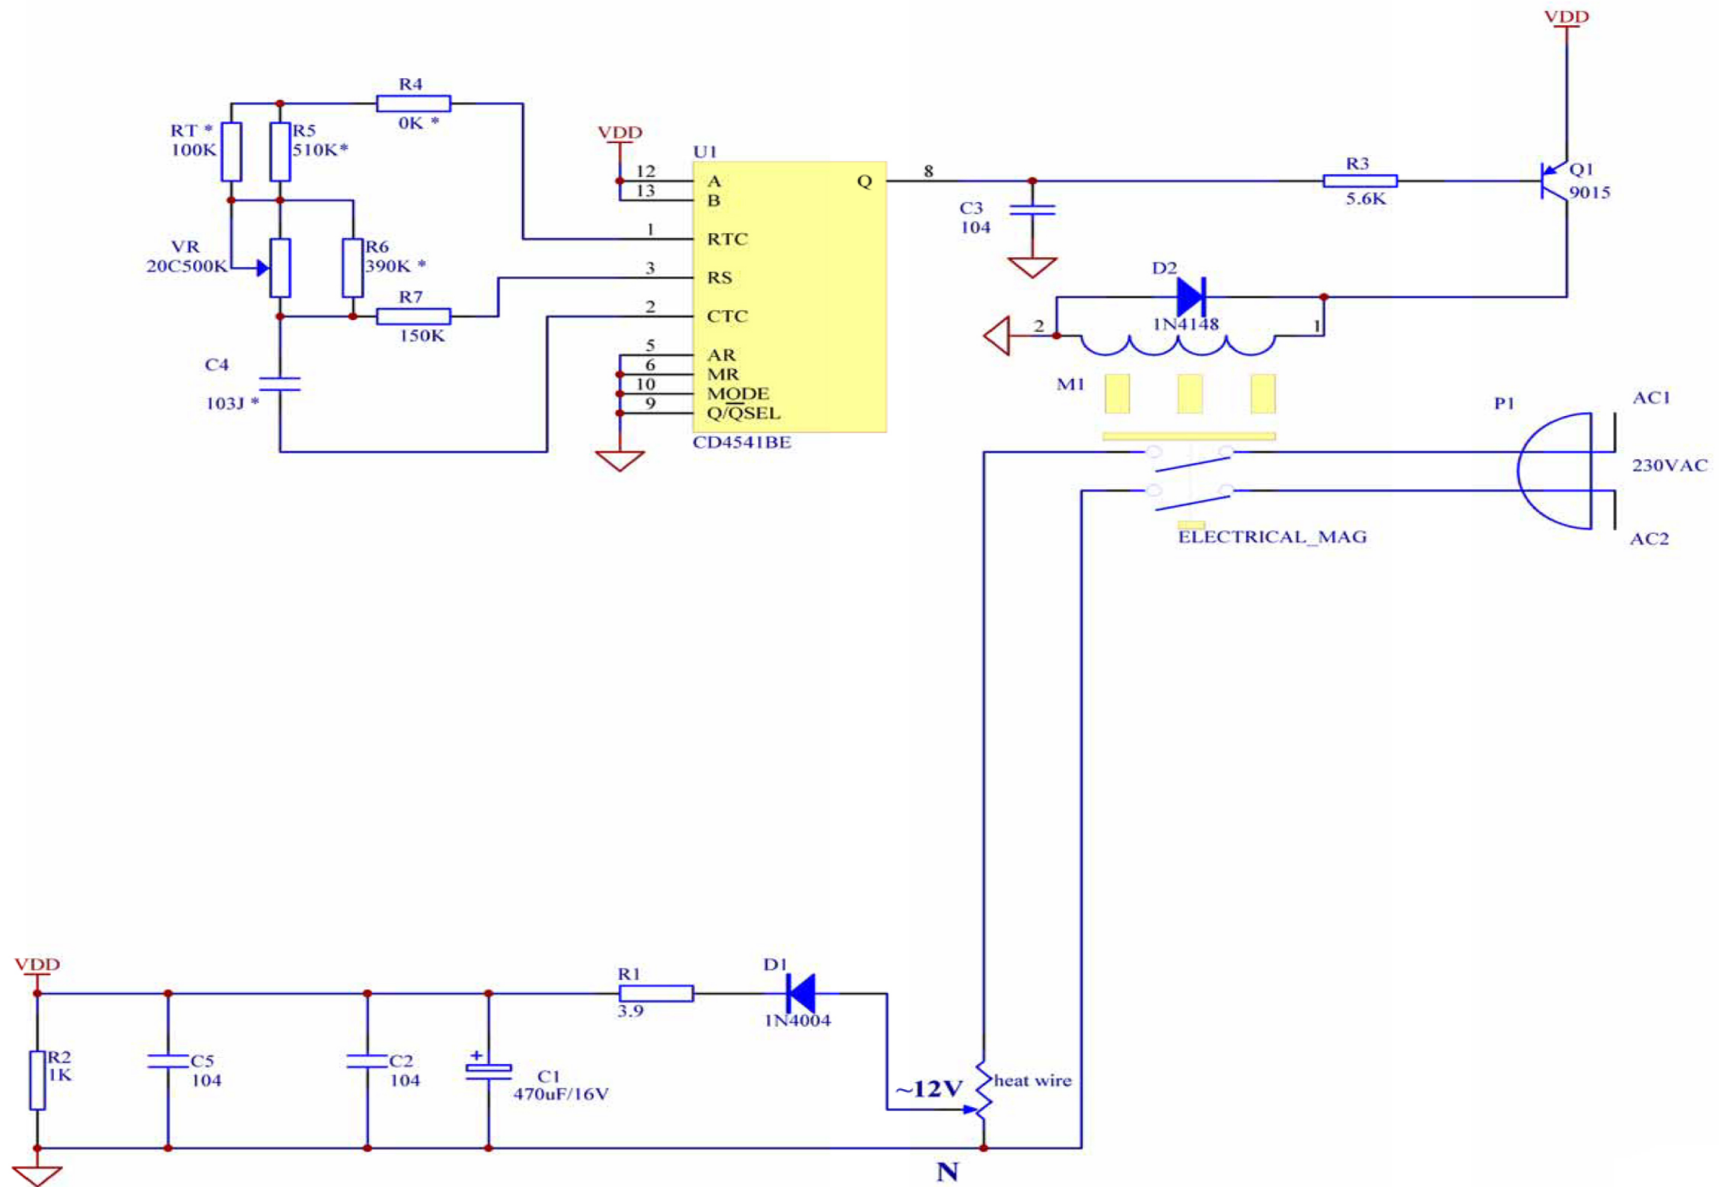 VDD
R4
0K *
RT *
100K
R5
510K*
VDD
U1
12
A
13
B
Q
8
R3
5.6K
Q1
9015
C3
104
1
RTC
VR
20C500K
R6
390K *
3
RS
R7
150K
2
CTC
D2
1N4148
2
1
C4
103J *
5
AR
6
MR
10
MODE
9
Q/Q̅SEL
CD4541BE
M1
P1
AC1
230VAC
AC2
ELECTRICAL_MAG
VDD
R1
3.9
D1
1N4004
R2
1K
C5
104
C2
104
+
C1
470uF/16V
~12V
heat wire
N